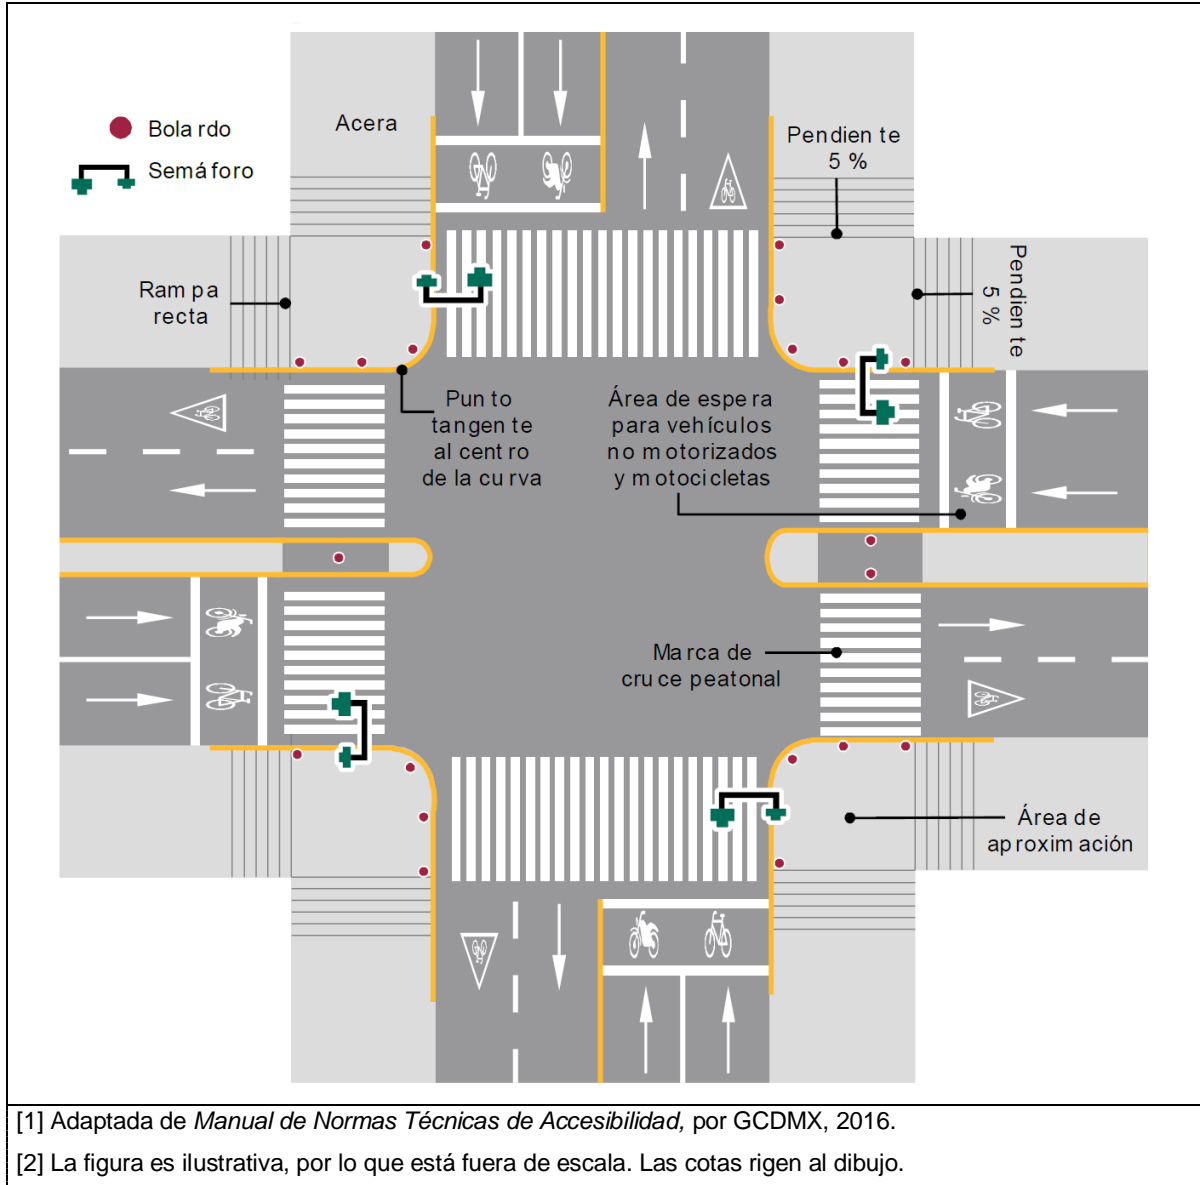 Bolardo
Semáforo
Acera
Pendiente
5 %
Pendiente
5 %
Rampa
recta
Punto
tangente
al centro
de la curva
Área de espera
para vehículos
no motorizados
y motocicletas
Marca de
cruce peatonal
Área de
aproximación
[1] Adaptada de Manual de Normas Técnicas de Accesibilidad, por GCDMX, 2016.
[2] La figura es ilustrativa, por lo que está fuera de escala. Las cotas rigen al dibujo.